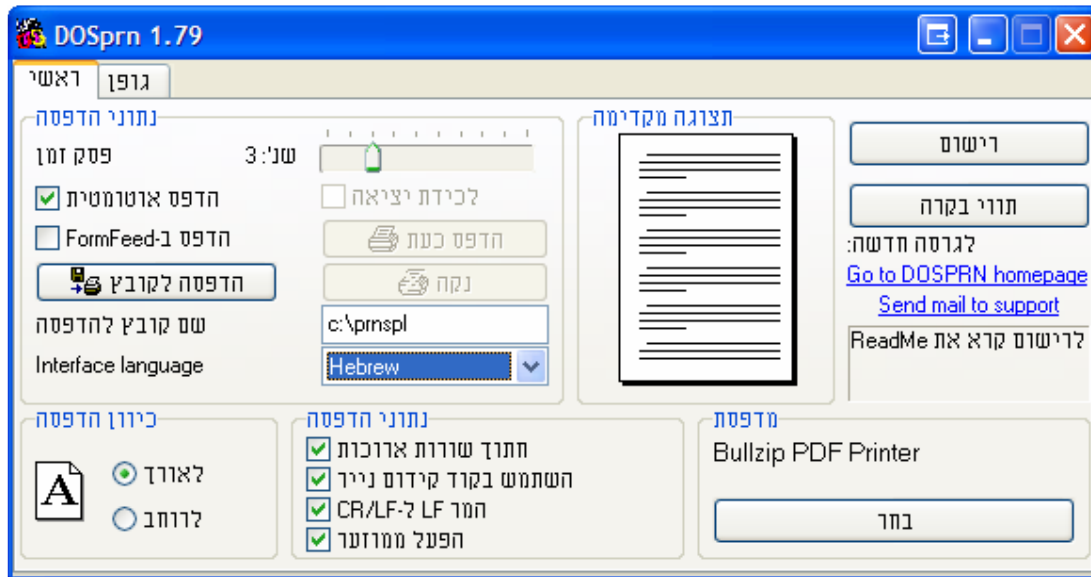 DOSprn 1.79
ראשי
גופן
נתוני הדפסה
פסק זמן
שנ': 3
הדפס אוטומטית
לכידת יציאה
הדפס ב-FormFeed
הדפס כעת
הדפסה לקובץ
נקה
שם קובץ להדפסה
c:\prnspl
Interface language
Hebrew
תצוגה מקדימה
רישום
תווי בקרה
לגרסה חדשה:
Go to DOSPRN homepage
Send mail to support
לרישום קרא את ReadMe
כיוון הדפסה
A
לאורך
לרוחב
נתוני הדפסה
חתוך שורות ארוכות
השתמש בקוד קידום נייר
המר LF ל-CR/LF
הפעל ממוזער
מדפסת
Bullzip PDF Printer
בחר